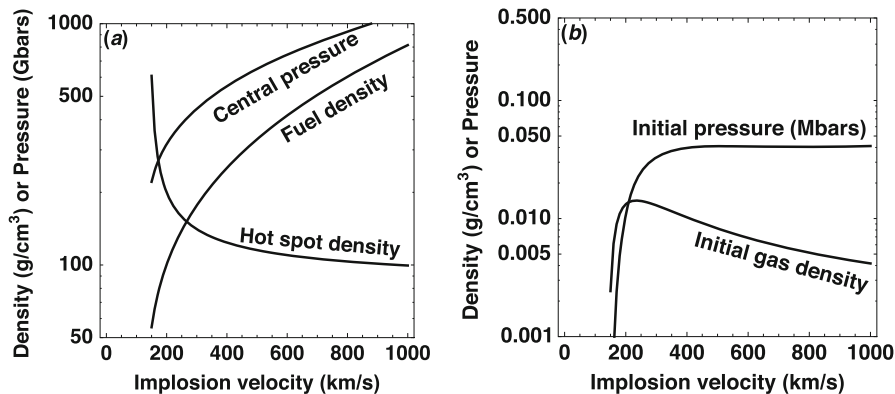 (a)
1000
500
100
50
Density (g/cm³) or Pressure (Gbars)
Central pressure
Fuel density
Hot spot density
0 200 400 600 800 1000
Implosion velocity (km/s)
(b)
0.500
0.100
0.050
0.010
0.005
0.001
Density (g/cm³) or Pressure
Initial pressure (Mbars)
Initial gas density
0 200 400 600 800 1000
Implosion velocity (km/s)